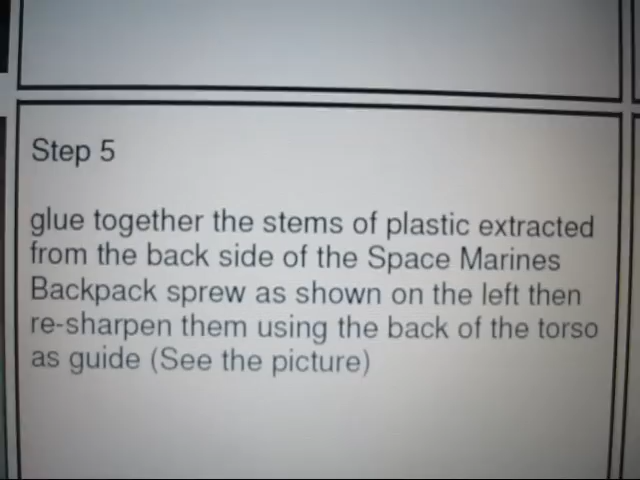 Step 5
glue together the stems of plastic extracted
from the back side of the Space Marines
Backpack sprew as shown on the left then
re-sharpen them using the back of the torso
as guide (See the picture)